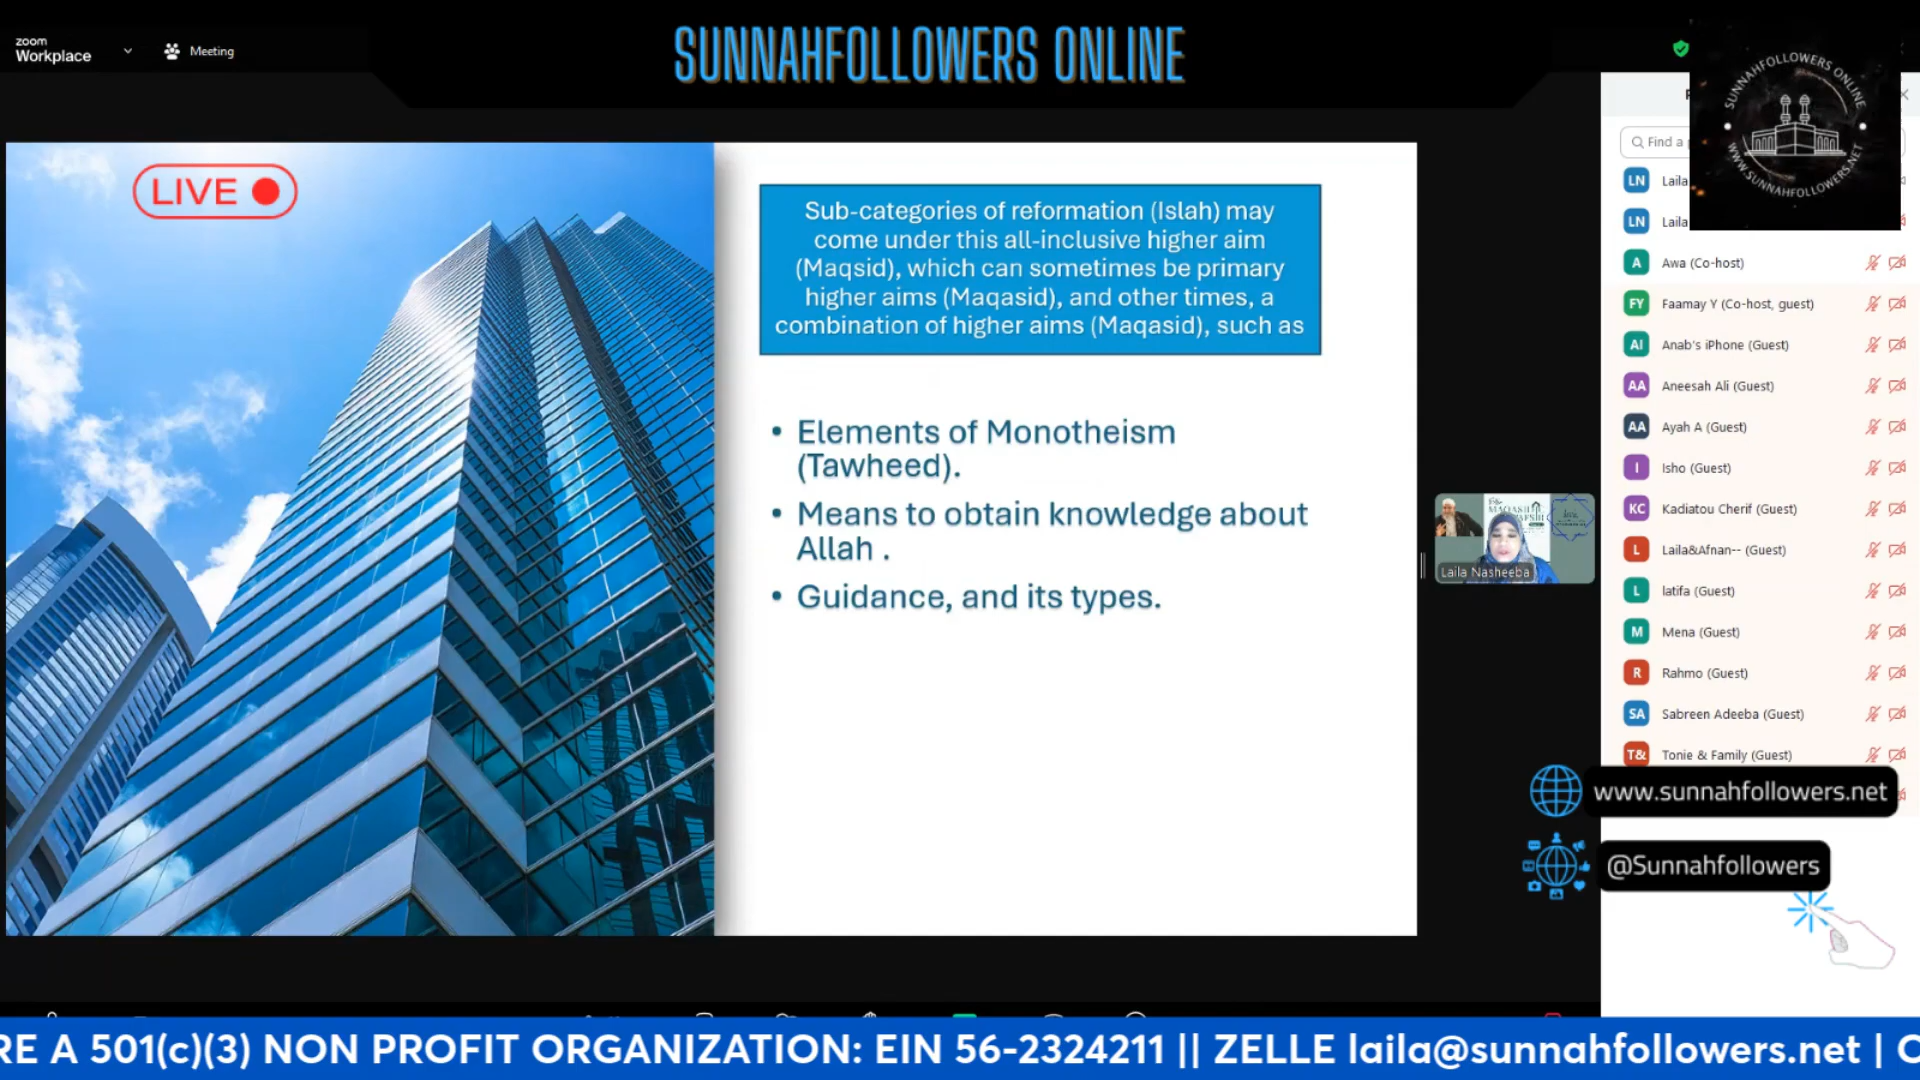 zoom
Workplace
Meeting
SUNNAHFOLLOWERS ONLINE
SUNNAHFOLLOWERS ONLINE
WWW.SUNNAHFOLLOWERS.NET
LIVE
Sub-categories of reformation (Islah) may
come under this all-inclusive higher aim
(Maqsid), which can sometimes be primary
higher aims (Maqasid), and other times, a
combination of higher aims (Maqasid), such as
• Elements of Monotheism
(Tawheed).
• Means to obtain knowledge about
Allah .
• Guidance, and its types.
Laila Nasheeba
Find a
LN Laila
LN Laila
A Awa (Co-host)
FY Faamay Y (Co-host, guest)
AI Anab's iPhone (Guest)
AA Aneesah Ali (Guest)
AA Ayah A (Guest)
I Isho (Guest)
KC Kadiatou Cherif (Guest)
L Laila&Afnan-- (Guest)
L latifa (Guest)
M Mena (Guest)
R Rahmo (Guest)
SA Sabreen Adeeba (Guest)
T& Tonie & Family (Guest)
www.sunnahfollowers.net
@Sunnahfollowers
RE A 501(c)(3) NON PROFIT ORGANIZATION: EIN 56-2324211 || ZELLE laila@sunnahfollowers.net |